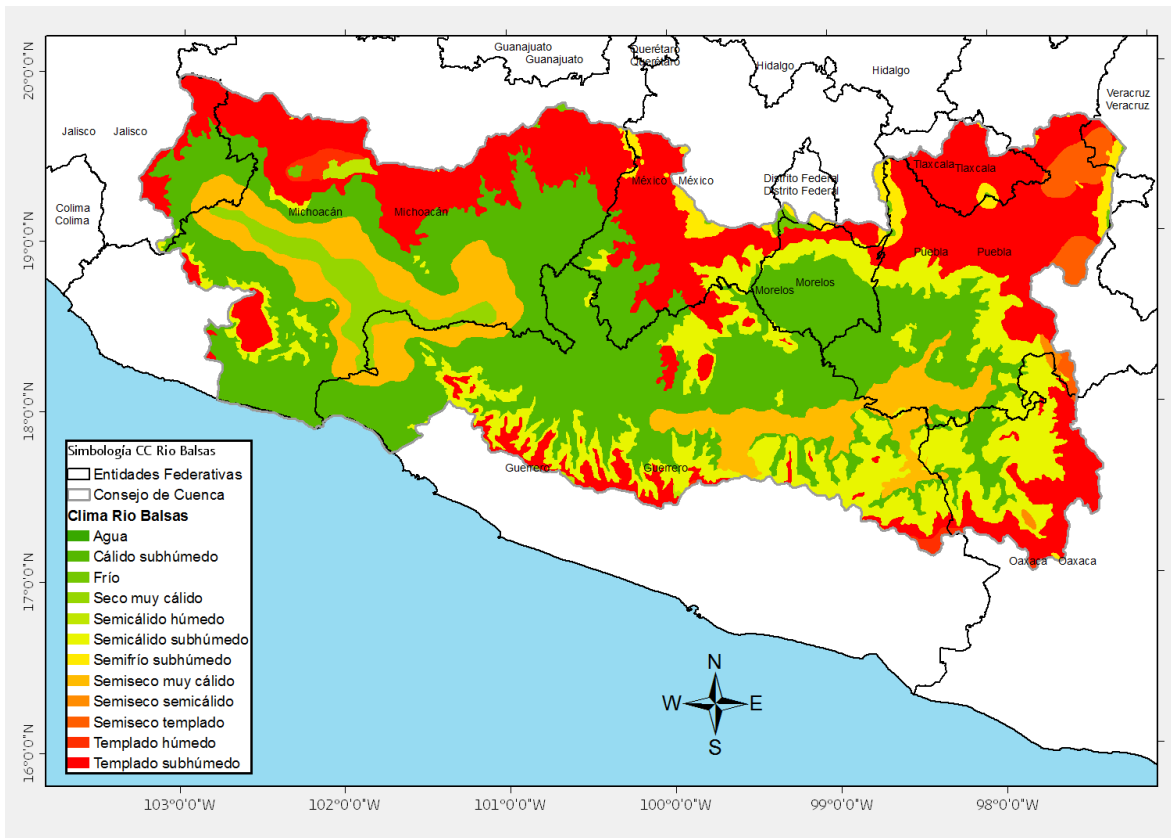 Guanajuato
Guanajuato
Querétaro
Querétaro
Hidalgo
Hidalgo
Veracruz
Veracruz
Jalisco
Jalisco
Colima
Colima
Michoacán
Michoacán
México
México
Distrito Federal
Distrito Federal
Tlaxcala
Tlaxcala
Puebla
Puebla
Morelos
Morelos
Guerrero
Guerrero
Oaxaca
Oaxaca
20°0'0"N
19°0'0"N
18°0'0"N
17°0'0"N
16°0'0"N
Simbología CC Rio Balsas
Entidades Federativas
Consejo de Cuenca
Clima Rio Balsas
Agua
Cálido subhúmedo
Frío
Seco muy cálido
Semicálido húmedo
Semicálido subhúmedo
Semifrío subhúmedo
Semiseco muy cálido
Semiseco semicálido
Semiseco templado
Templado húmedo
Templado subhúmedo
N
W
E
S
103°0'0"W
102°0'0"W
101°0'0"W
100°0'0"W
99°0'0"W
98°0'0"W